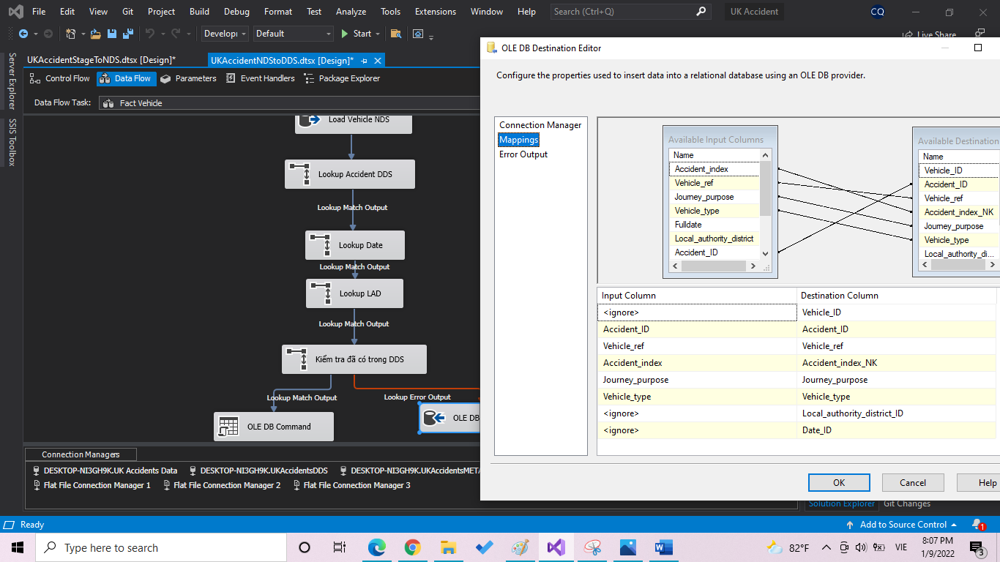 File Edit View Git Project Build Debug Format Test Analyze Tools Extensions Window Help Search (Ctrl+Q) UK Accident CQ
Developr Default Start Live Share
UKAccidentStageToNDS.dtsx [Design]* UKAccidentNDStoDDS.dtsx [Design]*
Server Explorer
SSIS Toolbox
Control Flow Data Flow Parameters Event Handlers Package Explorer
Data Flow Task: Fact Vehicle
Load Vehicle NDS
Lookup Accident DDS
Lookup Match Output
Lookup Date
Lookup Match Output
Lookup LAD
Lookup Match Output
Kiểm tra đã có trong DDS
Lookup Match Output Lookup Error Output
OLE DB Command OLE DB
OLE DB Destination Editor
Configure the properties used to insert data into a relational database using an OLE DB provider.
Connection Manager
Mappings
Error Output
Available Input Columns
Name
Accident_index
Vehicle_ref
Journey_purpose
Vehicle_type
Fulldate
Local_authority_district
Accident_ID
Available Destination
Name
Vehicle_ID
Accident_ID
Vehicle_ref
Accident_index_NK
Journey_purpose
Vehicle_type
Local_authority_di...
Input Column Destination Column
<ignore> Vehicle_ID
Accident_ID Accident_ID
Vehicle_ref Vehicle_ref
Accident_index Accident_index_NK
Journey_purpose Journey_purpose
Vehicle_type Vehicle_type
<ignore> Local_authority_district_ID
<ignore> Date_ID
OK Cancel Help
Connection Managers
DESKTOP-NI3GH9K.UK Accidents Data DESKTOP-NI3GH9K.UKAccidentsDDS DESKTOP-NI3GH9K.UKAccidentsMETA
Flat File Connection Manager 1 Flat File Connection Manager 2 Flat File Connection Manager 3
Solution Explorer Git Changes
Ready Add to Source Control 1
Type here to search 82°F VIE 8:07 PM
1/9/2022 3